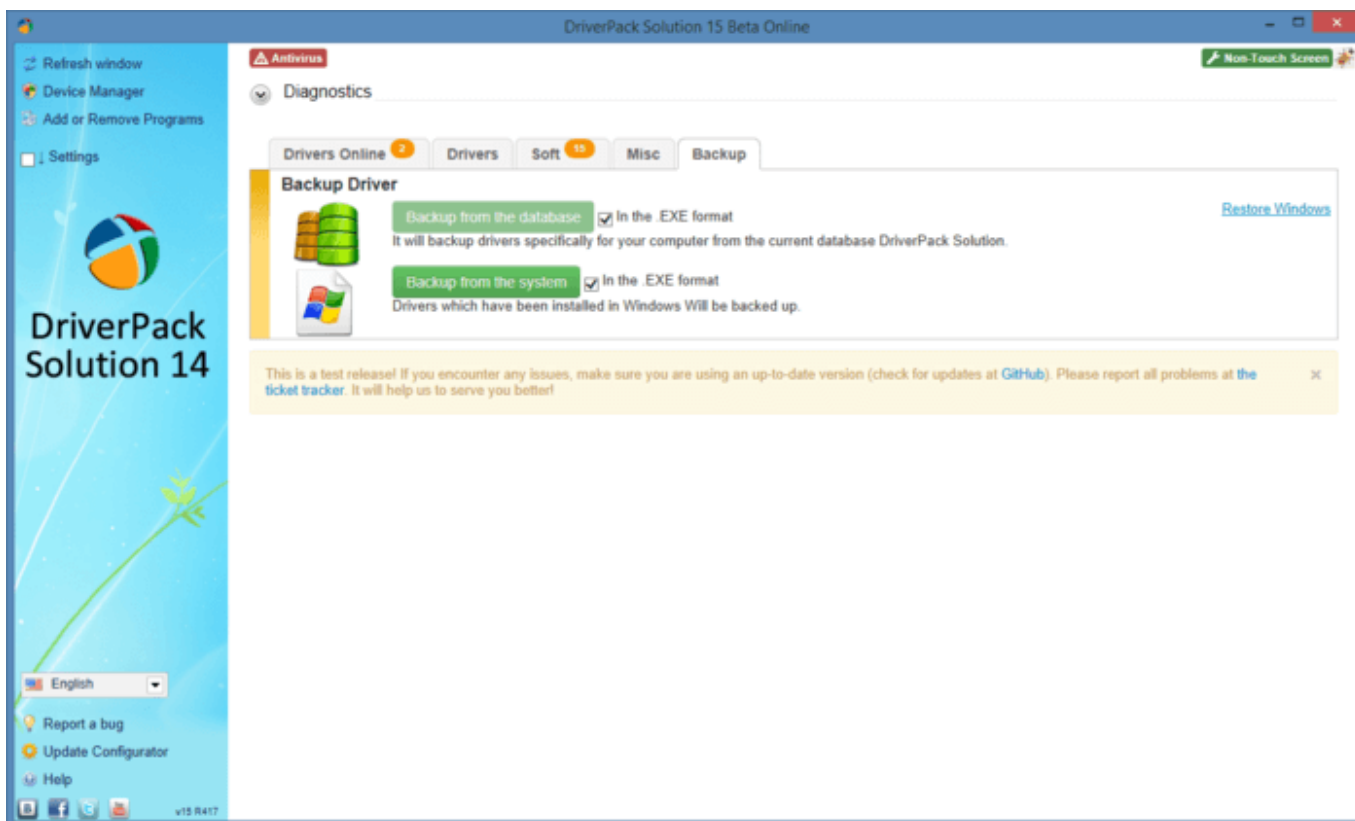 DriverPack Solution 15 Beta Online
Refresh window
Device Manager
Add or Remove Programs
Settings
DriverPack
Solution 14
English
Report a bug
Update Configurator
Help
v15 R417
Antivirus
Non-Touch Screen
Diagnostics
Drivers Online 2 Drivers Soft 15 Misc Backup
Backup Driver
Backup from the database In the .EXE format
Restore Windows
It will backup drivers specifically for your computer from the current database DriverPack Solution.
Backup from the system In the .EXE format
Drivers which have been installed in Windows Will be backed up.
This is a test release! If you encounter any issues, make sure you are using an up-to-date version (check for updates at GitHub). Please report all problems at the
ticket tracker. It will help us to serve you better!